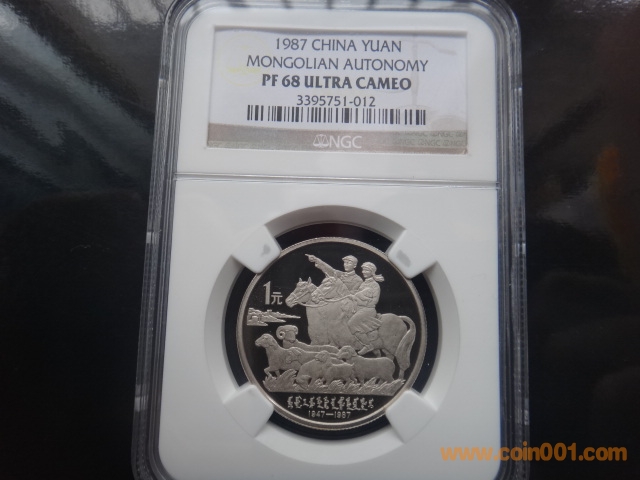 1987 CHINA YUAN
MONGOLIAN AUTONOMY
PF 68 ULTRA CAMEO
3395751-012
NGC
1元
1947-1987
www.coin001.com